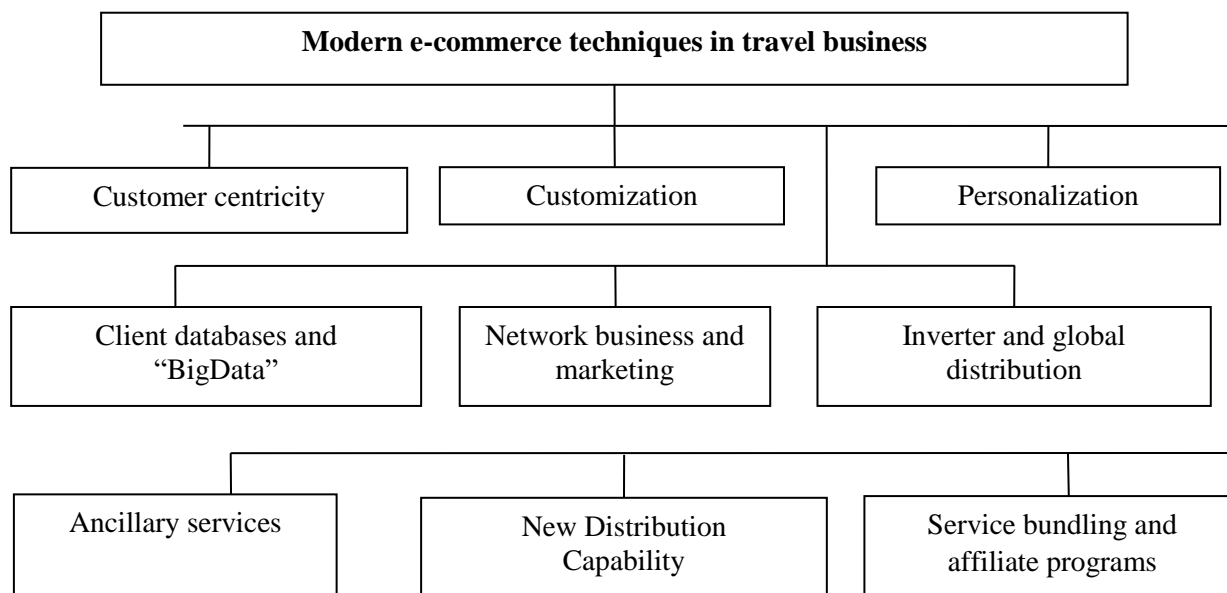 Modern e-commerce techniques in travel business
Customer centricity
Customization
Personalization
Client databases and
“BigData”
Network business and
marketing
Inverter and global
distribution
Ancillary services
New Distribution
Capability
Service bundling and
affiliate programs